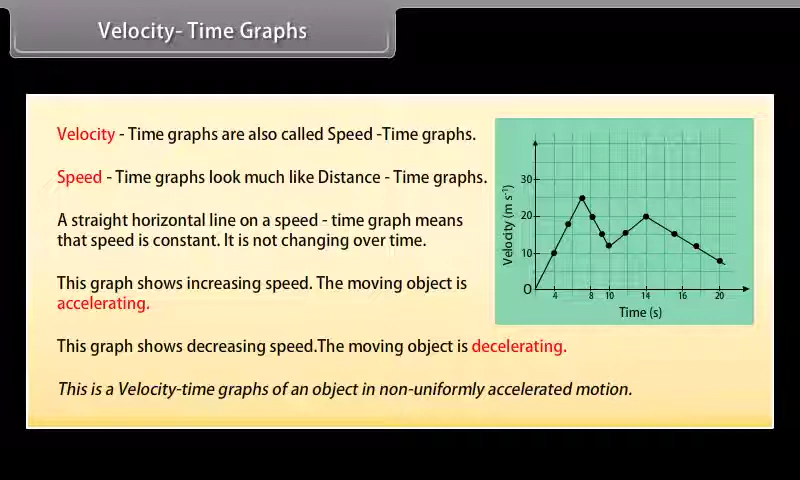 Velocity- Time Graphs
Velocity - Time graphs are also called Speed -Time graphs.
Speed - Time graphs look much like Distance - Time graphs.
A straight horizontal line on a speed - time graph means
that speed is constant. It is not changing over time.
This graph shows increasing speed. The moving object is
accelerating.
This graph shows decreasing speed.The moving object is decelerating.
This is a Velocity-time graphs of an object in non-uniformly accelerated motion.
Velocity (m s⁻¹)
30
20
10
O
4 8 10 14 16 20
Time (s)